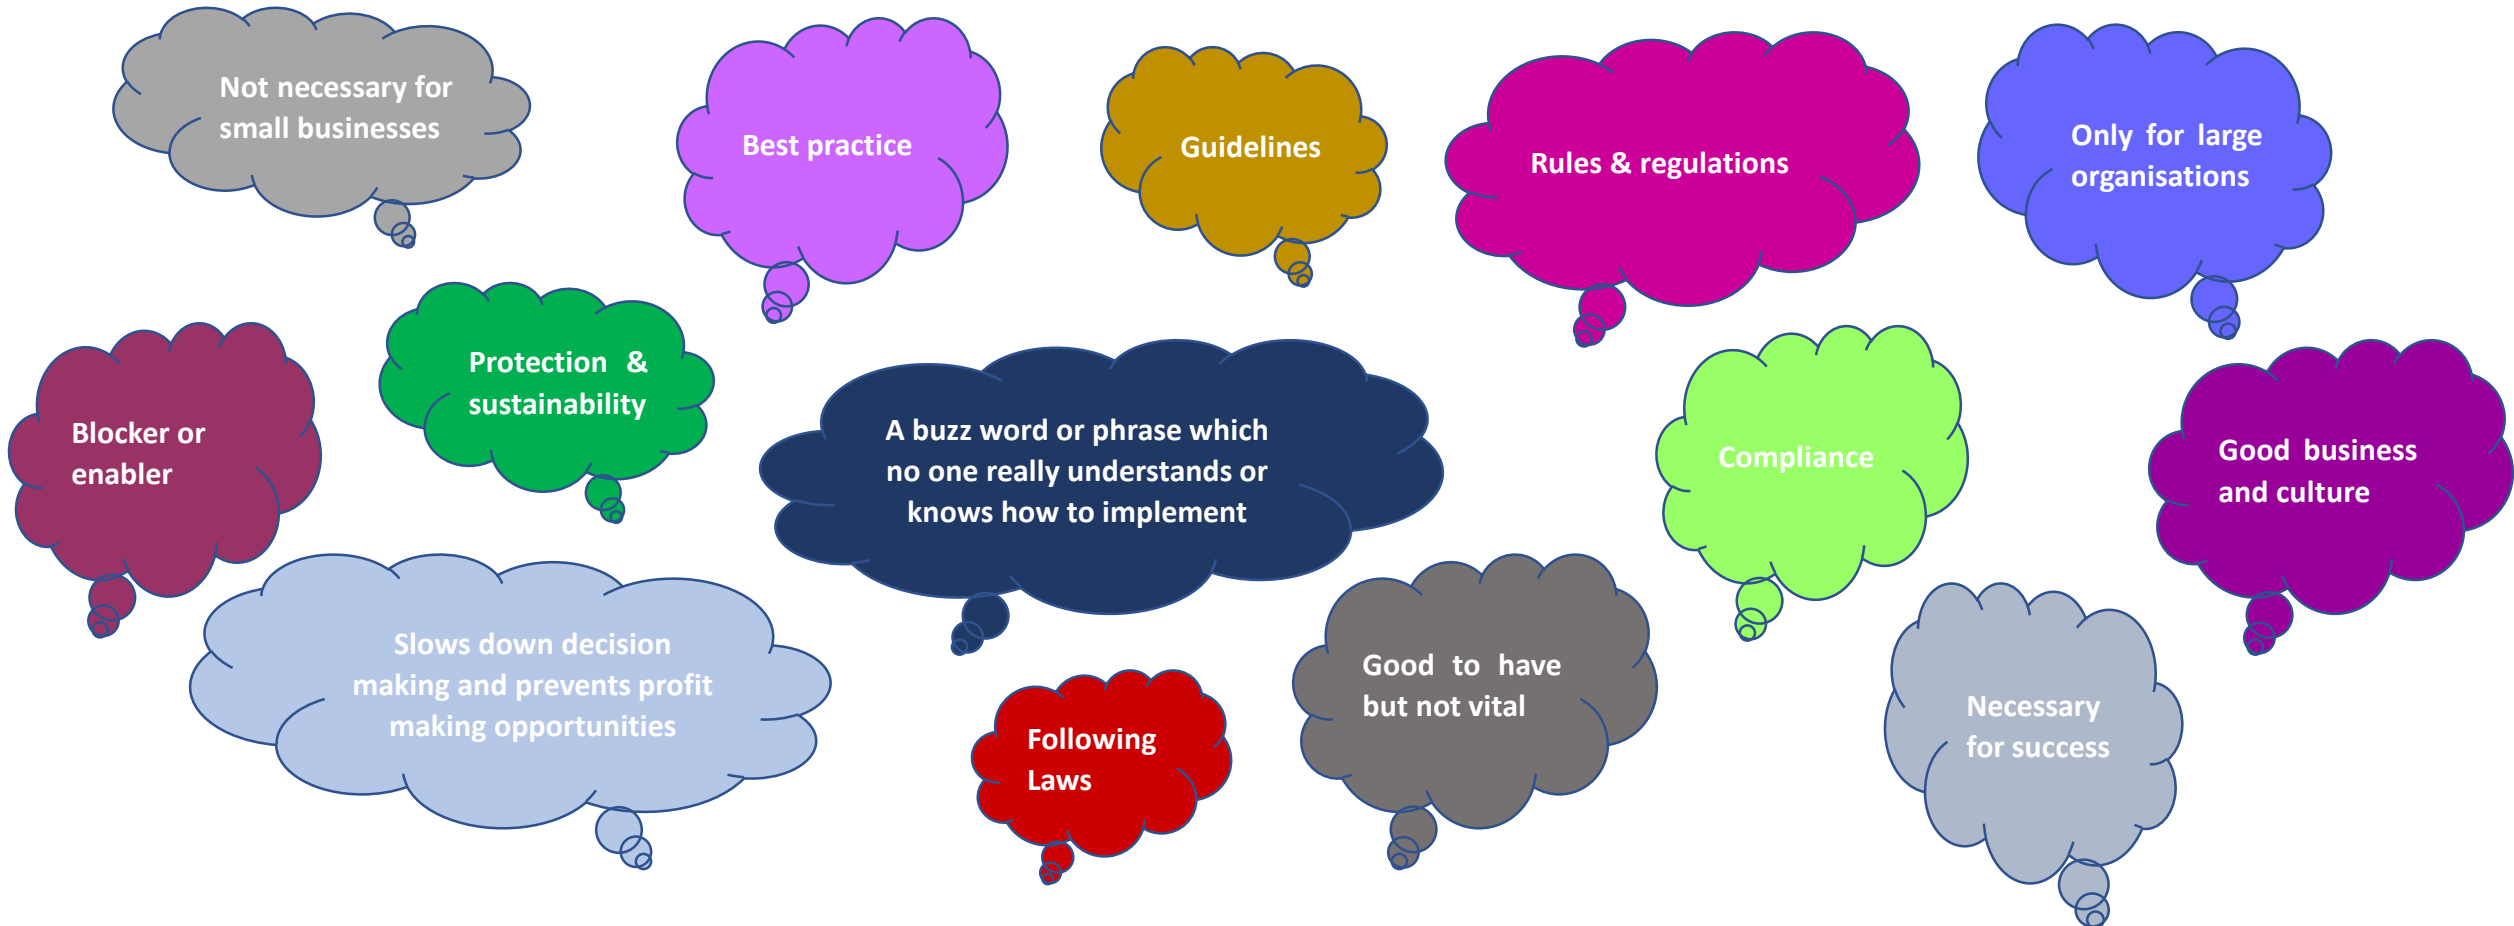 Not necessary for
small businesses
Best practice
Guidelines
Rules & regulations
Only for large
organisations
Blocker or
enabler
Protection &
sustainability
A buzz word or phrase which
no one really understands or
knows how to implement
Compliance
Good business
and culture
Slows down decision
making and prevents profit
making opportunities
Following
Laws
Good to have
but not vital
Necessary
for success